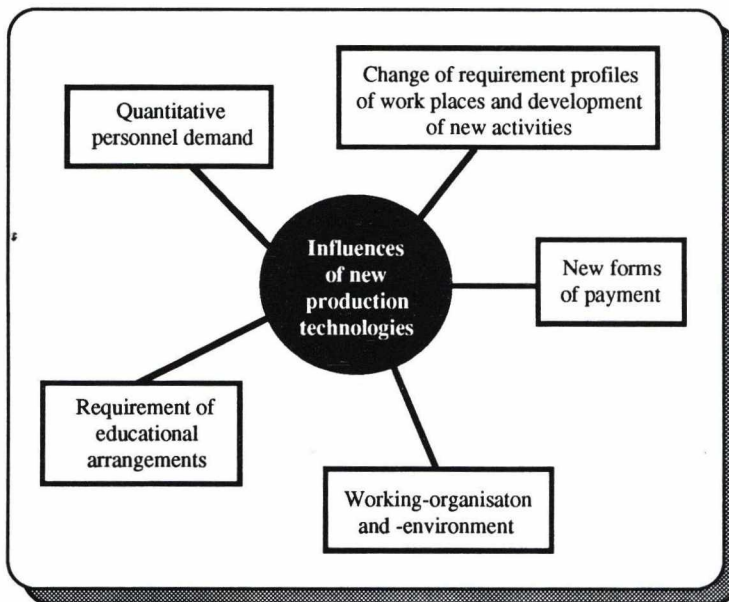 Quantitative
personnel demand
Change of requirement profiles
of work places and development
of new activities
Influences
of new
production
technologies
New forms
of payment
Requirement of
educational
arrangements
Working-organisaton
and -environment